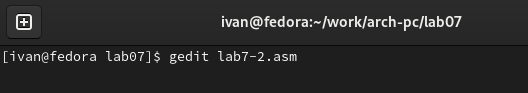 ivan@fedora:~/work/arch-pc/lab07
[ivan@fedora lab07]$ gedit lab7-2.asm